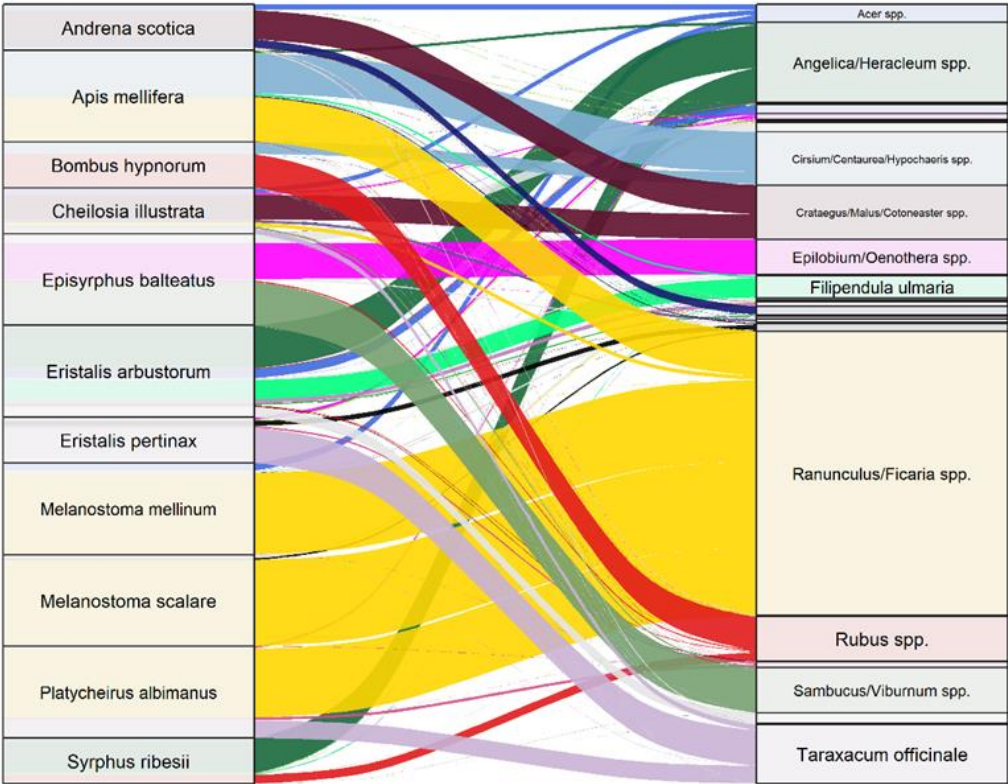 Andrena scotica
Apis mellifera
Bombus hypnorum
Cheilosia illustrata
Episyrphus balteatus
Eristalis arbustorum
Eristalis pertinax
Melanostoma mellinum
Melanostoma scalare
Platycheirus albimanus
Syrphus ribesii
Acer spp.
Angelica/Heracleum spp.
Cirsium/Centaurea/Hypochaeris spp.
Crataegus/Malus/Cotoneaster spp.
Epilobium/Oenothera spp.
Filipendula ulmaria
Ranunculus/Ficaria spp.
Rubus spp.
Sambucus/Viburnum spp.
Taraxacum officinale